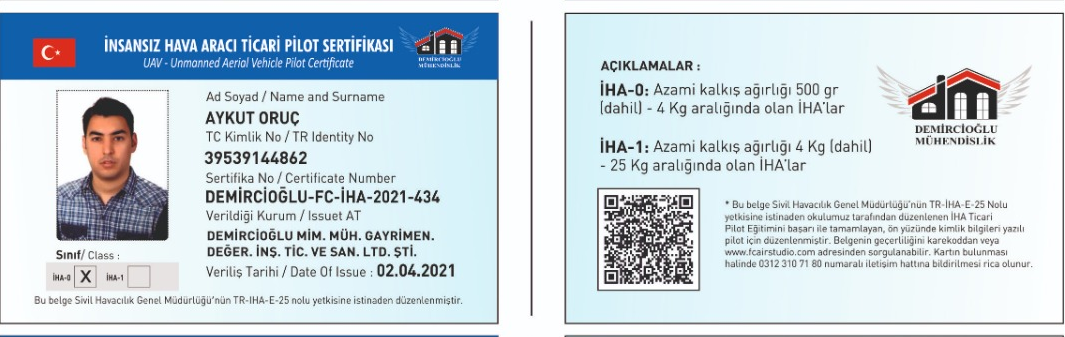 İNSANSIZ HAVA ARACI TİCARİ PİLOT SERTİFİKASI
UAV - Unmanned Aerial Vehicle Pilot Certificate
DEMİRCİOĞLU
MÜHENDİSLİK
Ad Soyad / Name and Surname
AYKUT ORUÇ
TC Kimlik No / TR Identity No
39539144862
Sertifika No / Certificate Number
DEMİRCİOĞLU-FC-İHA-2021-434
Verildiği Kurum / Issuet AT
DEMİRCİOĞLU MİM. MÜH. GAYRİMEN.
DEĞER. İNŞ. TİC. VE SAN. LTD. ŞTİ.
Veriliş Tarihi / Date Of Issue : 02.04.2021
Sınıf/ Class :
İHA-0 X İHA-1
Bu belge Sivil Havacılık Genel Müdürlüğü'nün TR-IHA-E-25 nolu yetkisine istinaden düzenlenmiştir.
AÇIKLAMALAR :
İHA-0: Azami kalkış ağırlığı 500 gr
(dahil) - 4 Kg aralığında olan İHA'lar
İHA-1: Azami kalkış ağırlığı 4 Kg (dahil)
- 25 Kg aralığında olan İHA'lar
DEMİRCİOĞLU
MÜHENDİSLİK
* Bu belge Sivil Havacılık Genel Müdürlüğü'nün TR-İHA-E-25 Nolu
yetkisine istinaden okulumuz tarafından düzenlenen İHA Ticari
Pilot Eğitimini başarı ile tamamlayan, ön yüzünde kimlik bilgileri yazılı
pilot için düzenlenmiştir. Belgenin geçerliliğini karekoddan veya
www.fcairstudio.com adresinden sorgulanabilir. Kartın bulunması
halinde 0312 310 71 80 numaralı iletişim hattına bildirilmesi rica olunur.